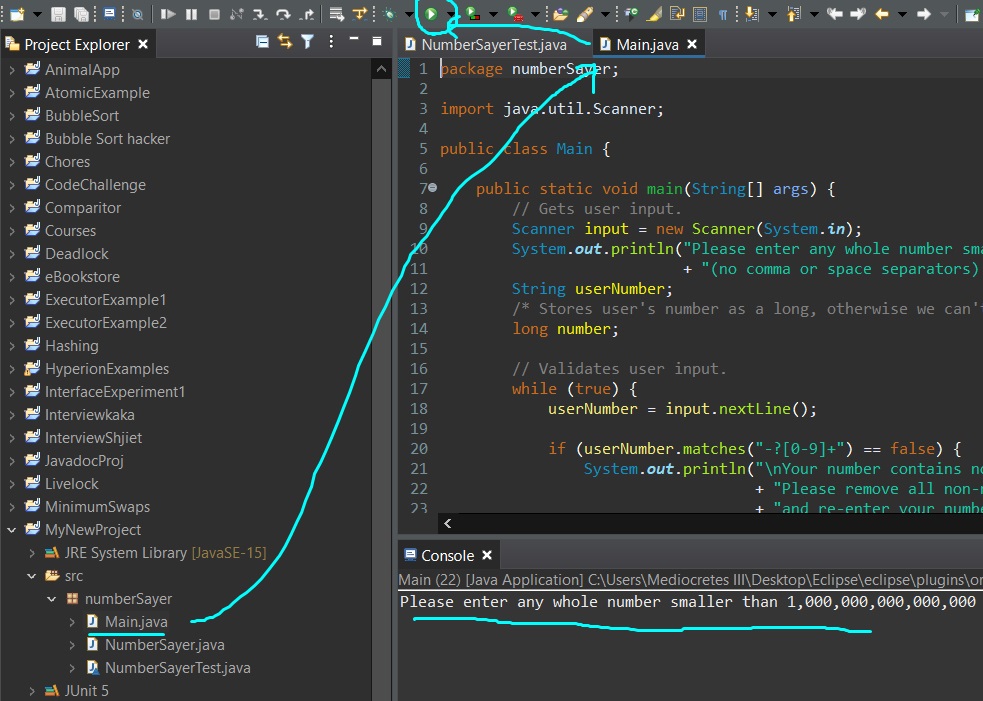 Project Explorer
AnimalApp
AtomicExample
BubbleSort
Bubble Sort hacker
Chores
CodeChallenge
Comparitor
Courses
Deadlock
eBookstore
ExecutorExample1
ExecutorExample2
Hashing
HyperionExamples
InterfaceExperiment1
Interviewkaka
InterviewShjiet
JavadocProj
Livelock
MinimumSwaps
MyNewProject
JRE System Library [JavaSE-15]
src
numberSayer
Main.java
NumberSayer.java
NumberSayerTest.java
JUnit 5
NumberSayerTest.java Main.java
1 package numberSayer;
2
3 import java.util.Scanner;
4
5 public class Main {
6
7 public static void main(String[] args) {
8 // Gets user input.
9 Scanner input = new Scanner(System.in);
10 System.out.println("Please enter any whole number sma
11 + "(no comma or space separators)
12 String userNumber;
13 /* Stores user's number as a long, otherwise we can'
14 long number;
15
16 // Validates user input.
17 while (true) {
18 userNumber = input.nextLine();
19
20 if (userNumber.matches("-?[0-9]+") == false) {
21 System.out.println("\nYour number contains no
22 + "Please remove all non-n
23 + "and re-enter your numbe
Console
Main (22) [Java Application] C:\Users\Mediocretes III\Desktop\Eclipse\eclipse\plugins\or
Please enter any whole number smaller than 1,000,000,000,000,000